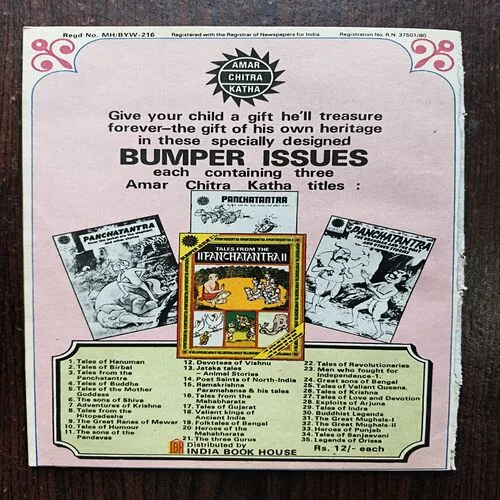 Regd No. MH/BYW-216 Registered with the Registrar of Newspapers for India. Registration No. R.N. 37501/80
AMAR
CHITRA
KATHA
Give your child a gift he'll treasure
forever—the gift of his own heritage
in these specially designed
BUMPER ISSUES
each containing three
Amar Chitra Katha titles :
PANCHATANTRA
PANCHATANTRA
PANCHATANTRA
TALES FROM THE
PANCHATANTRA
1. Tales of Hanuman
2. Tales of Birbal
3. Tales from the
Panchatantra
4. Tales of Buddha
5. Tales of the Mother
Goddess
6. The sons of Shiva
7. Adventures of Krishna
8. Tales from the
Hitopadesha
9. The Great Ranas of Mewar
10. Tales of Humour
11. The sons of the
Pandavas
12. Devotees of Vishnu
13. Jataka tales
- Animal Stories
14. Poet Saints of North-India
15. Ramakrishna
Paramahansa & his tales
16. Tales from the
Mahabharata
17. Tales of Gujarat
18. Valiant kings of
Ancient India
19. Folktales of Bengal
20. Heroes of the
Mahabharata
21. The three Gurus
22. Tales of Revolutionaries
23. Men who fought for
Independence-1.
24. Great sons of Bengal
25. Tales of Valiant Queens.
26. Tales of Krishna
27. Tales of Love and Devotion
28. Exploits of Arjuna
29. Tales of Indra
30. Buddhist Legends
31. The Great Mughals-I
32. The Great Mughals-II
33. Heroes of Punjab
34. Tales of Sanjeevani
35. Legends of Orissa
IBH Distributed by
INDIA BOOK HOUSE
Rs. 12/- each